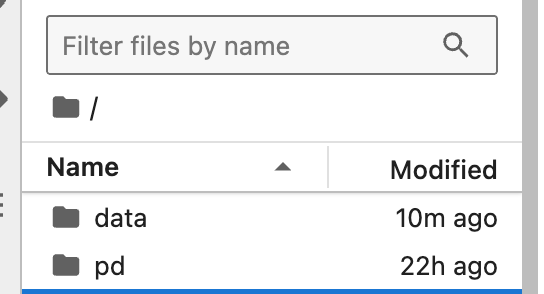 Filter files by name
/
Name Modified
data 10m ago
pd 22h ago